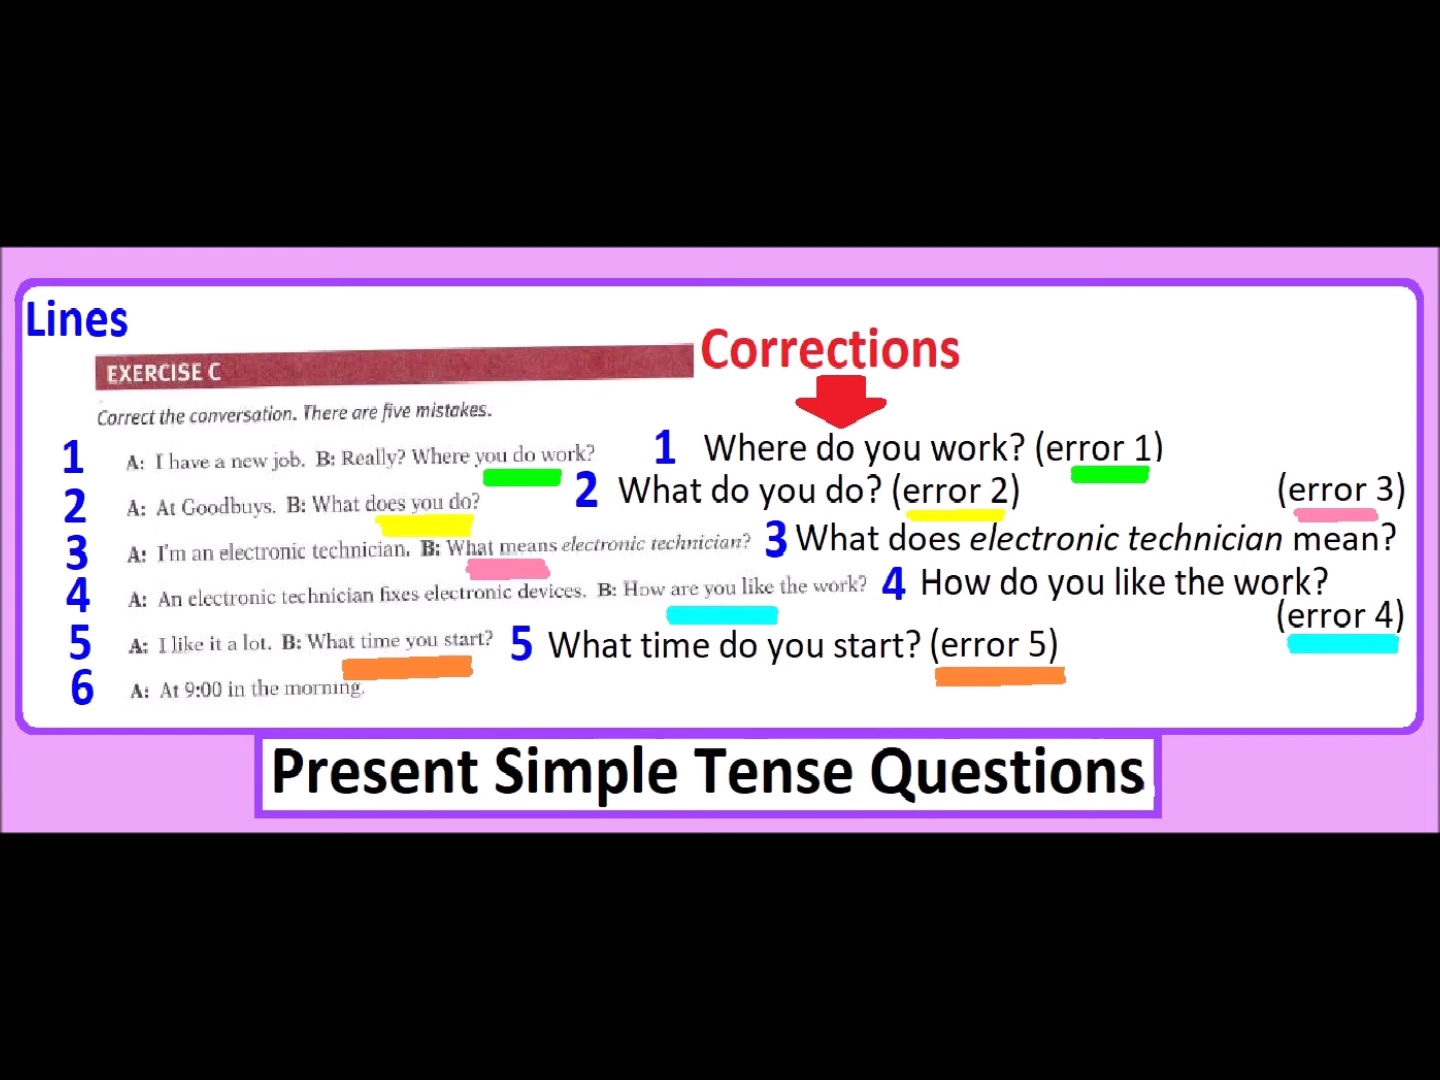 Lines
EXERCISE C
Corrections
Correct the conversation. There are five mistakes.
1 A: I have a new job. B: Really? Where you do work? 1 Where do you work? (error 1)
2 A: At Goodbuys. B: What does you do? 2 What do you do? (error 2) (error 3)
3 A: I'm an electronic technician. B: What means electronic technician? 3 What does electronic technician mean?
4 A: An electronic technician fixes electronic devices. B: How are you like the work? 4 How do you like the work?
(error 4)
5 A: I like it a lot. B: What time you start? 5 What time do you start? (error 5)
6 A: At 9:00 in the morning.
Present Simple Tense Questions